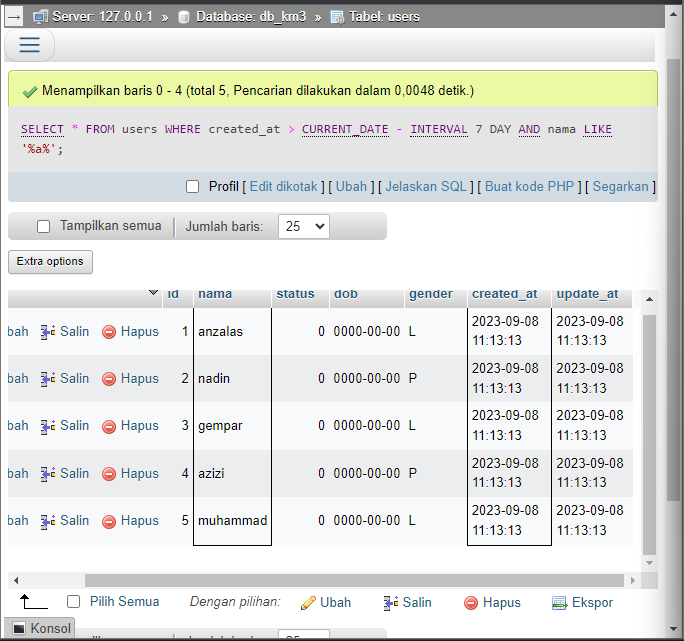 Server: 127.0.0.1 » Database: db_km3 » Tabel: users
Menampilkan baris 0 - 4 (total 5, Pencarian dilakukan dalam 0,0048 detik.)
SELECT * FROM users WHERE created_at > CURRENT_DATE - INTERVAL 7 DAY AND nama LIKE
'%a%';
Profil [ Edit dikotak ] [ Ubah ] [ Jelaskan SQL ] [ Buat kode PHP ] [ Segarkan ]
Tampilkan semua Jumlah baris: 25
Extra options
id nama status dob gender created_at update_at
bah Salin Hapus 1 anzalas 0 0000-00-00 L 2023-09-08 2023-09-08
11:13:13 11:13:13
bah Salin Hapus 2 nadin 0 0000-00-00 P 2023-09-08 2023-09-08
11:13:13 11:13:13
bah Salin Hapus 3 gempar 0 0000-00-00 L 2023-09-08 2023-09-08
11:13:13 11:13:13
bah Salin Hapus 4 azizi 0 0000-00-00 P 2023-09-08 2023-09-08
11:13:13 11:13:13
bah Salin Hapus 5 muhammad 0 0000-00-00 L 2023-09-08 2023-09-08
11:13:13 11:13:13
Pilih Semua Dengan pilihan: Ubah Salin Hapus Ekspor
Konsol